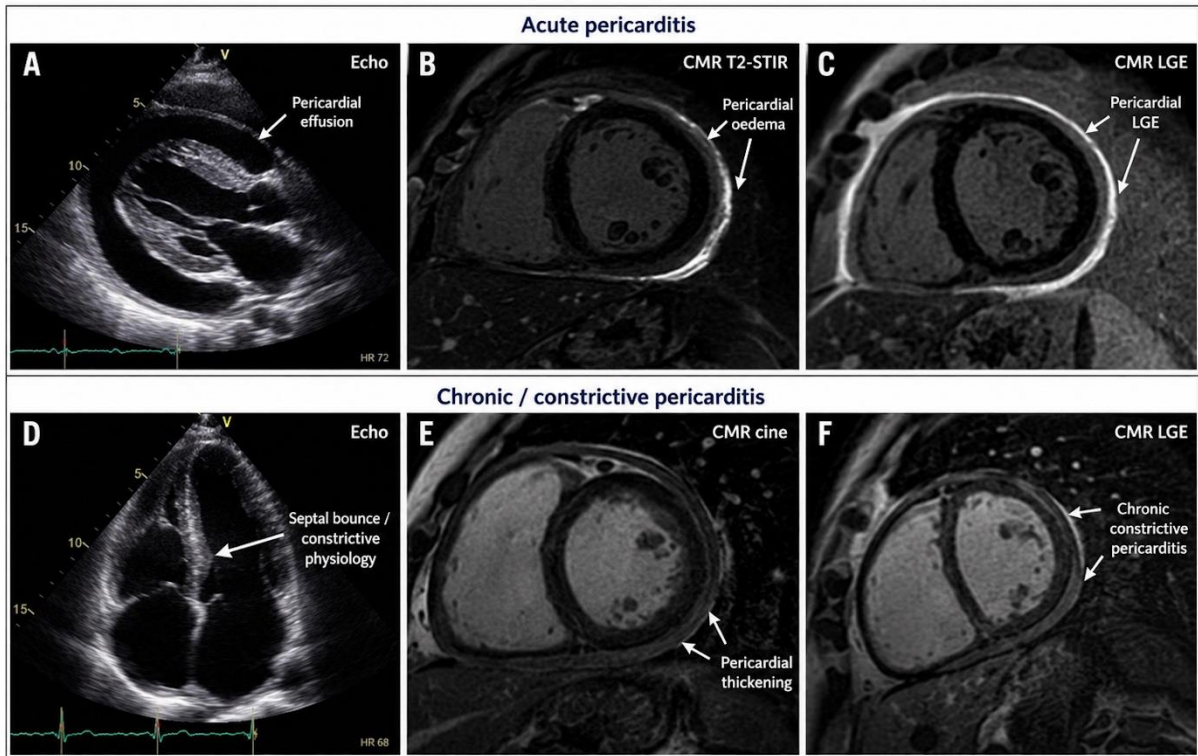 Acute pericarditis
A
V
Echo
5
Pericardial
effusion
10
15
HR 72
B
CMR T2-STIR
Pericardial
oedema
C
CMR LGE
Pericardial
LGE
Chronic / constrictive pericarditis
D
V
Echo
5
Septal bounce /
constrictive
physiology
10
15
HR 68
E
CMR cine
Pericardial
thickening
F
CMR LGE
Chronic
constrictive
pericarditis